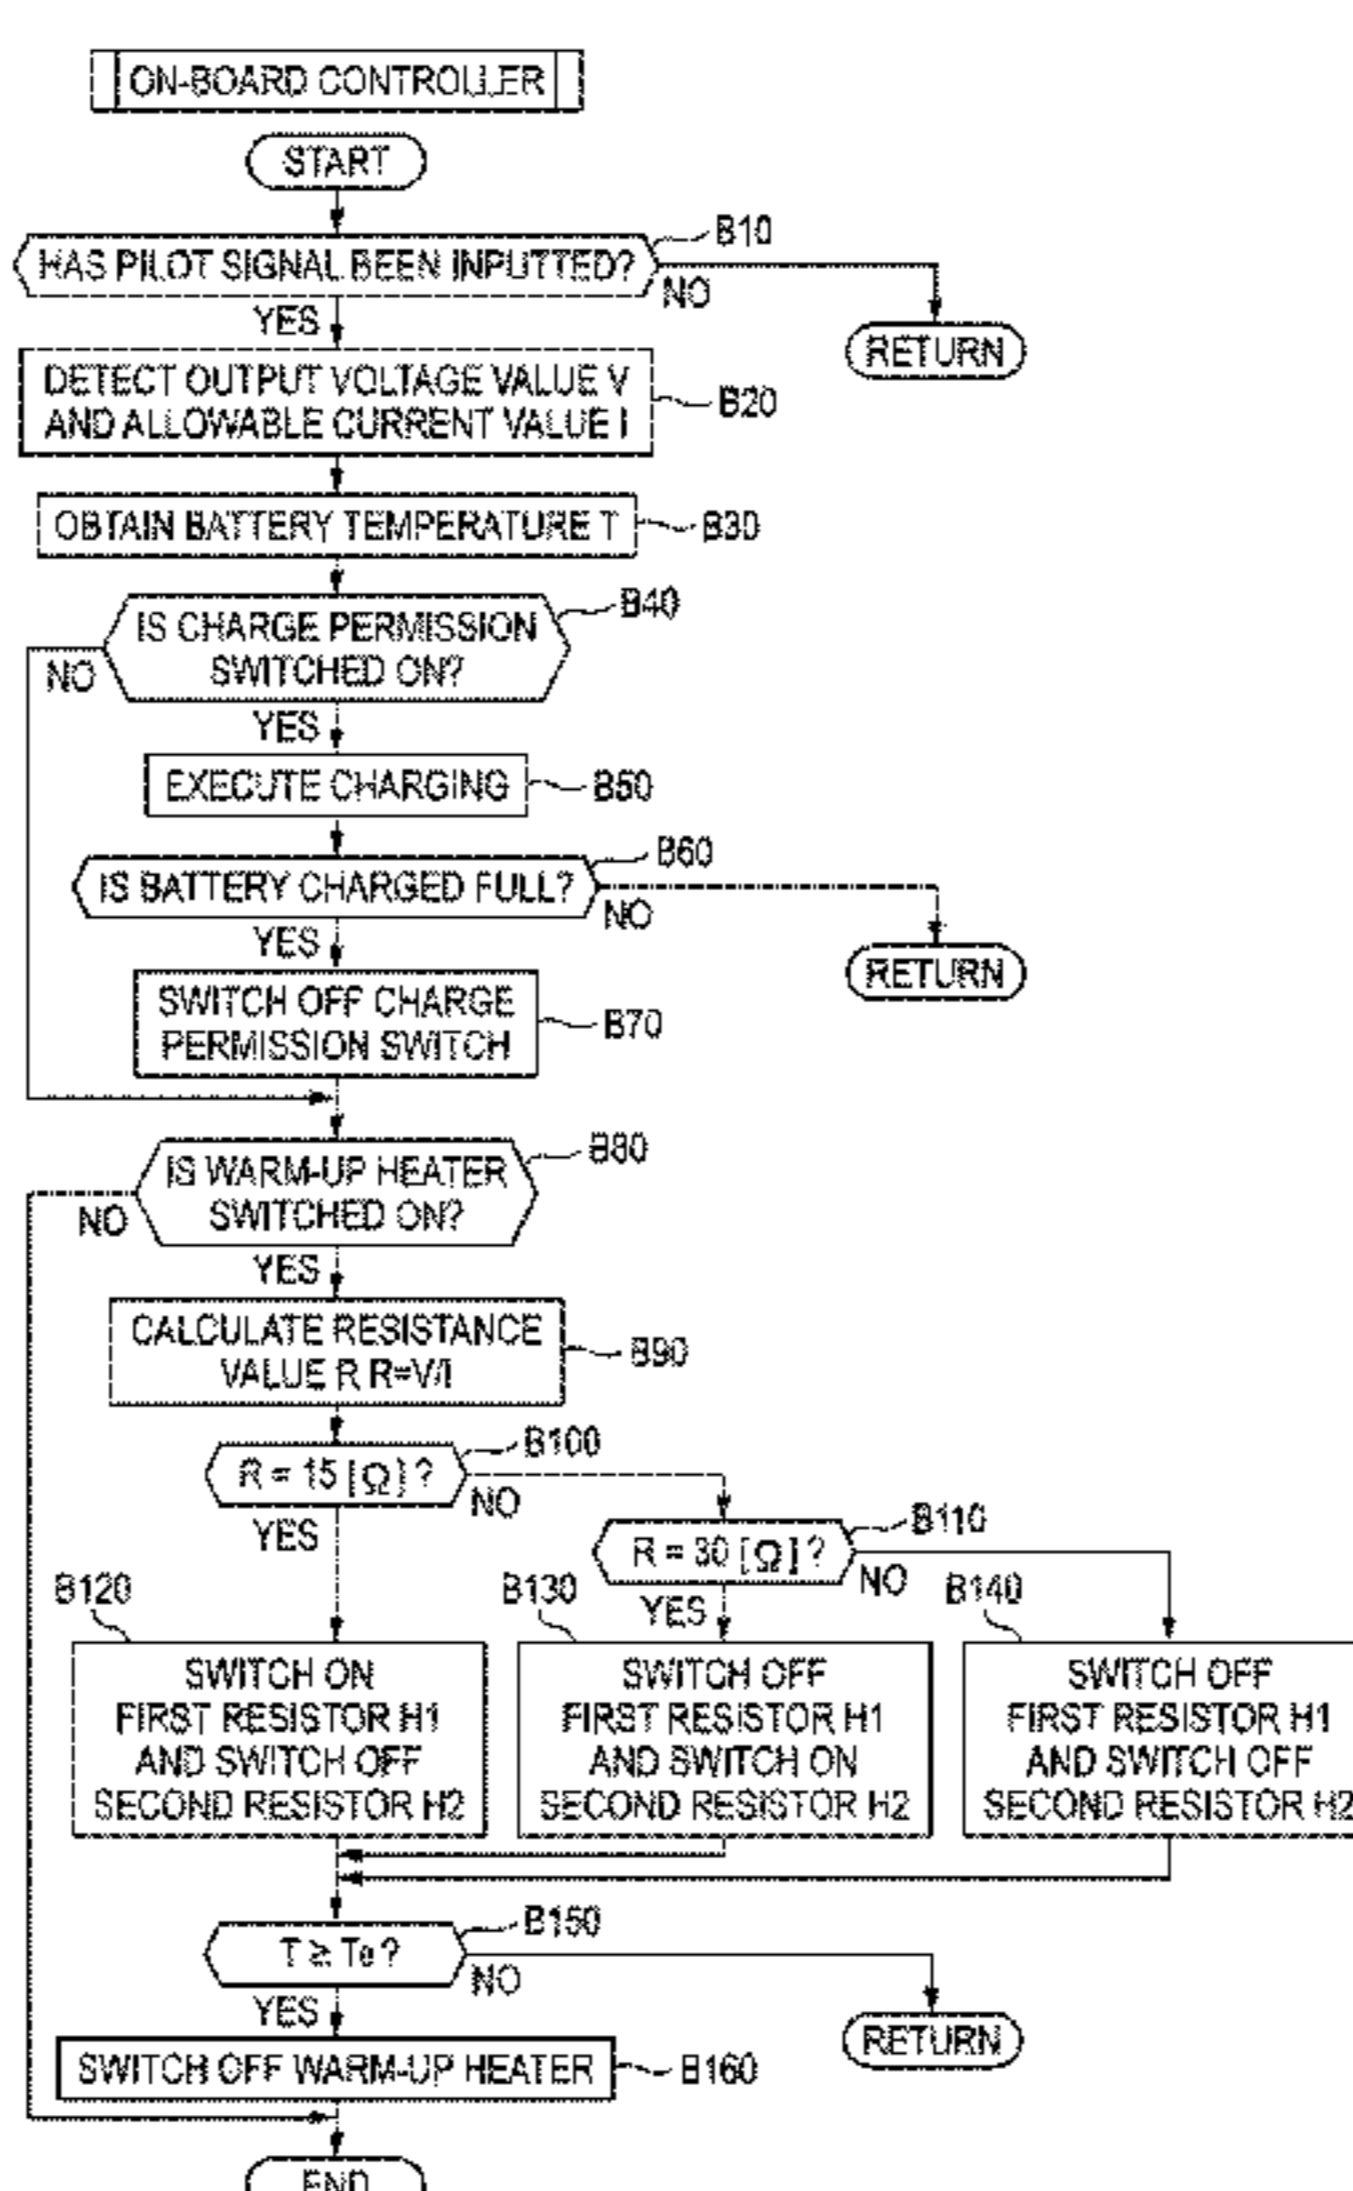 ON-BOARD CONTROLLER
START
B10
HAS PILOT SIGNAL BEEN INPUTTED?
NO
YES
RETURN
DETECT OUTPUT VOLTAGE VALUE V
AND ALLOWABLE CURRENT VALUE I
B20
OBTAIN BATTERY TEMPERATURE T
B30
B40
IS CHARGE PERMISSION
SWITCHED ON?
NO
YES
EXECUTE CHARGING
B50
B60
IS BATTERY CHARGED FULL?
NO
YES
RETURN
SWITCH OFF CHARGE
PERMISSION SWITCH
B70
B80
IS WARM-UP HEATER
SWITCHED ON?
NO
YES
CALCULATE RESISTANCE
VALUE R R=V/I
B90
B100
R = 15 [Ω] ?
NO
YES
B110
R = 30 [Ω] ?
NO
YES
B120
B130
B140
SWITCH ON
FIRST RESISTOR H1
AND SWITCH OFF
SECOND RESISTOR H2
SWITCH OFF
FIRST RESISTOR H1
AND SWITCH ON
SECOND RESISTOR H2
SWITCH OFF
FIRST RESISTOR H1
AND SWITCH OFF
SECOND RESISTOR H2
B150
T ≥ Te ?
NO
YES
RETURN
SWITCH OFF WARM-UP HEATER
B160
END